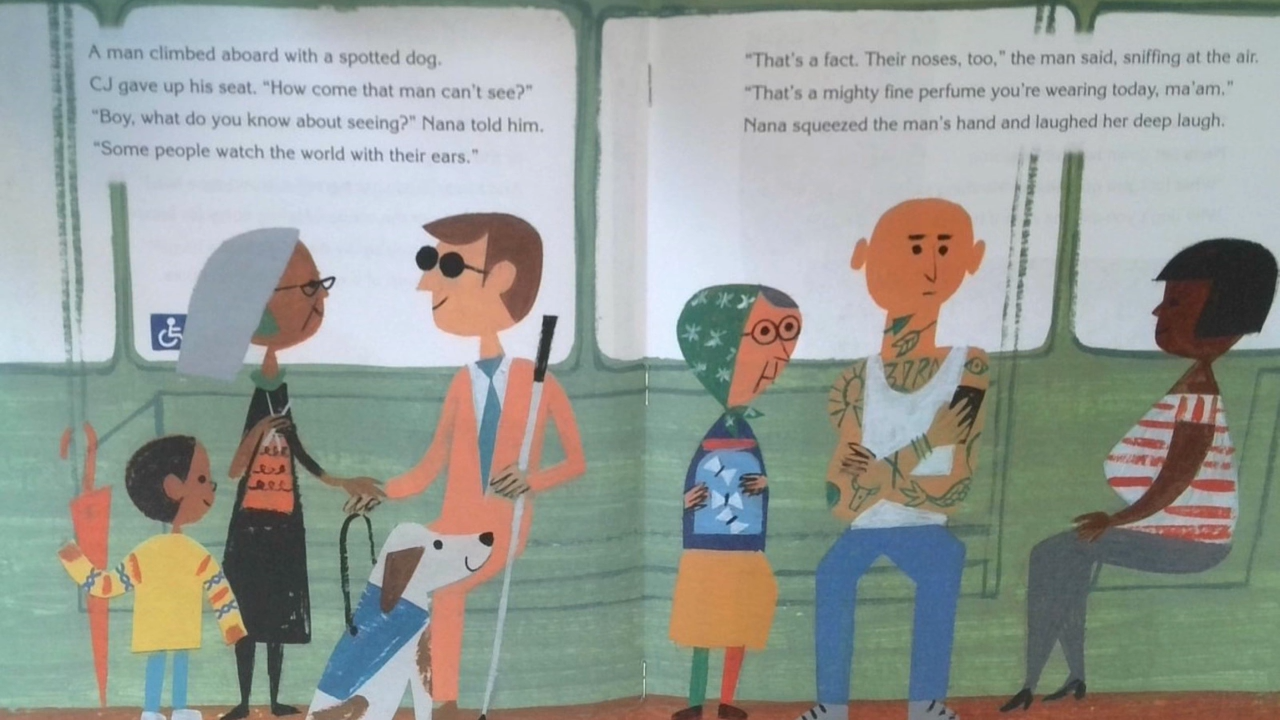 A man climbed aboard with a spotted dog.
CJ gave up his seat. “How come that man can’t see?”
“Boy, what do you know about seeing?” Nana told him.
“Some people watch the world with their ears.”
“That’s a fact. Their noses, too,” the man said, sniffing at the air.
“That’s a mighty fine perfume you’re wearing today, ma’am.”
Nana squeezed the man’s hand and laughed her deep laugh.